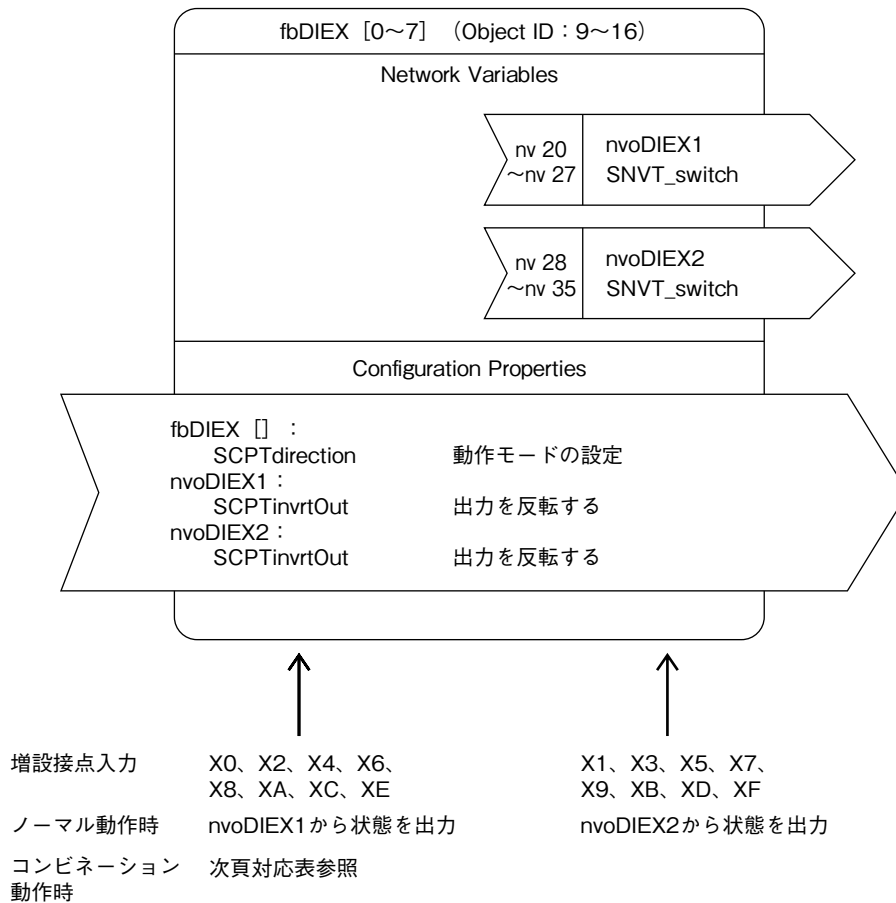 fbDIEX［0～7］（Object ID：9～16）
Network Variables
nv 20
～nv 27
nvoDIEX1
SNVT_switch
nv 28
～nv 35
nvoDIEX2
SNVT_switch
Configuration Properties
fbDIEX［］：
SCPTdirection 動作モードの設定
nvoDIEX1：
SCPTinvrtOut 出力を反転する
nvoDIEX2：
SCPTinvrtOut 出力を反転する
増設接点入力 X0、X2、X4、X6、 X1、X3、X5、X7、
X8、XA、XC、XE X9、XB、XD、XF
ノーマル動作時 nvoDIEX1から状態を出力 nvoDIEX2から状態を出力
コンビネーション 次頁対応表参照
動作時